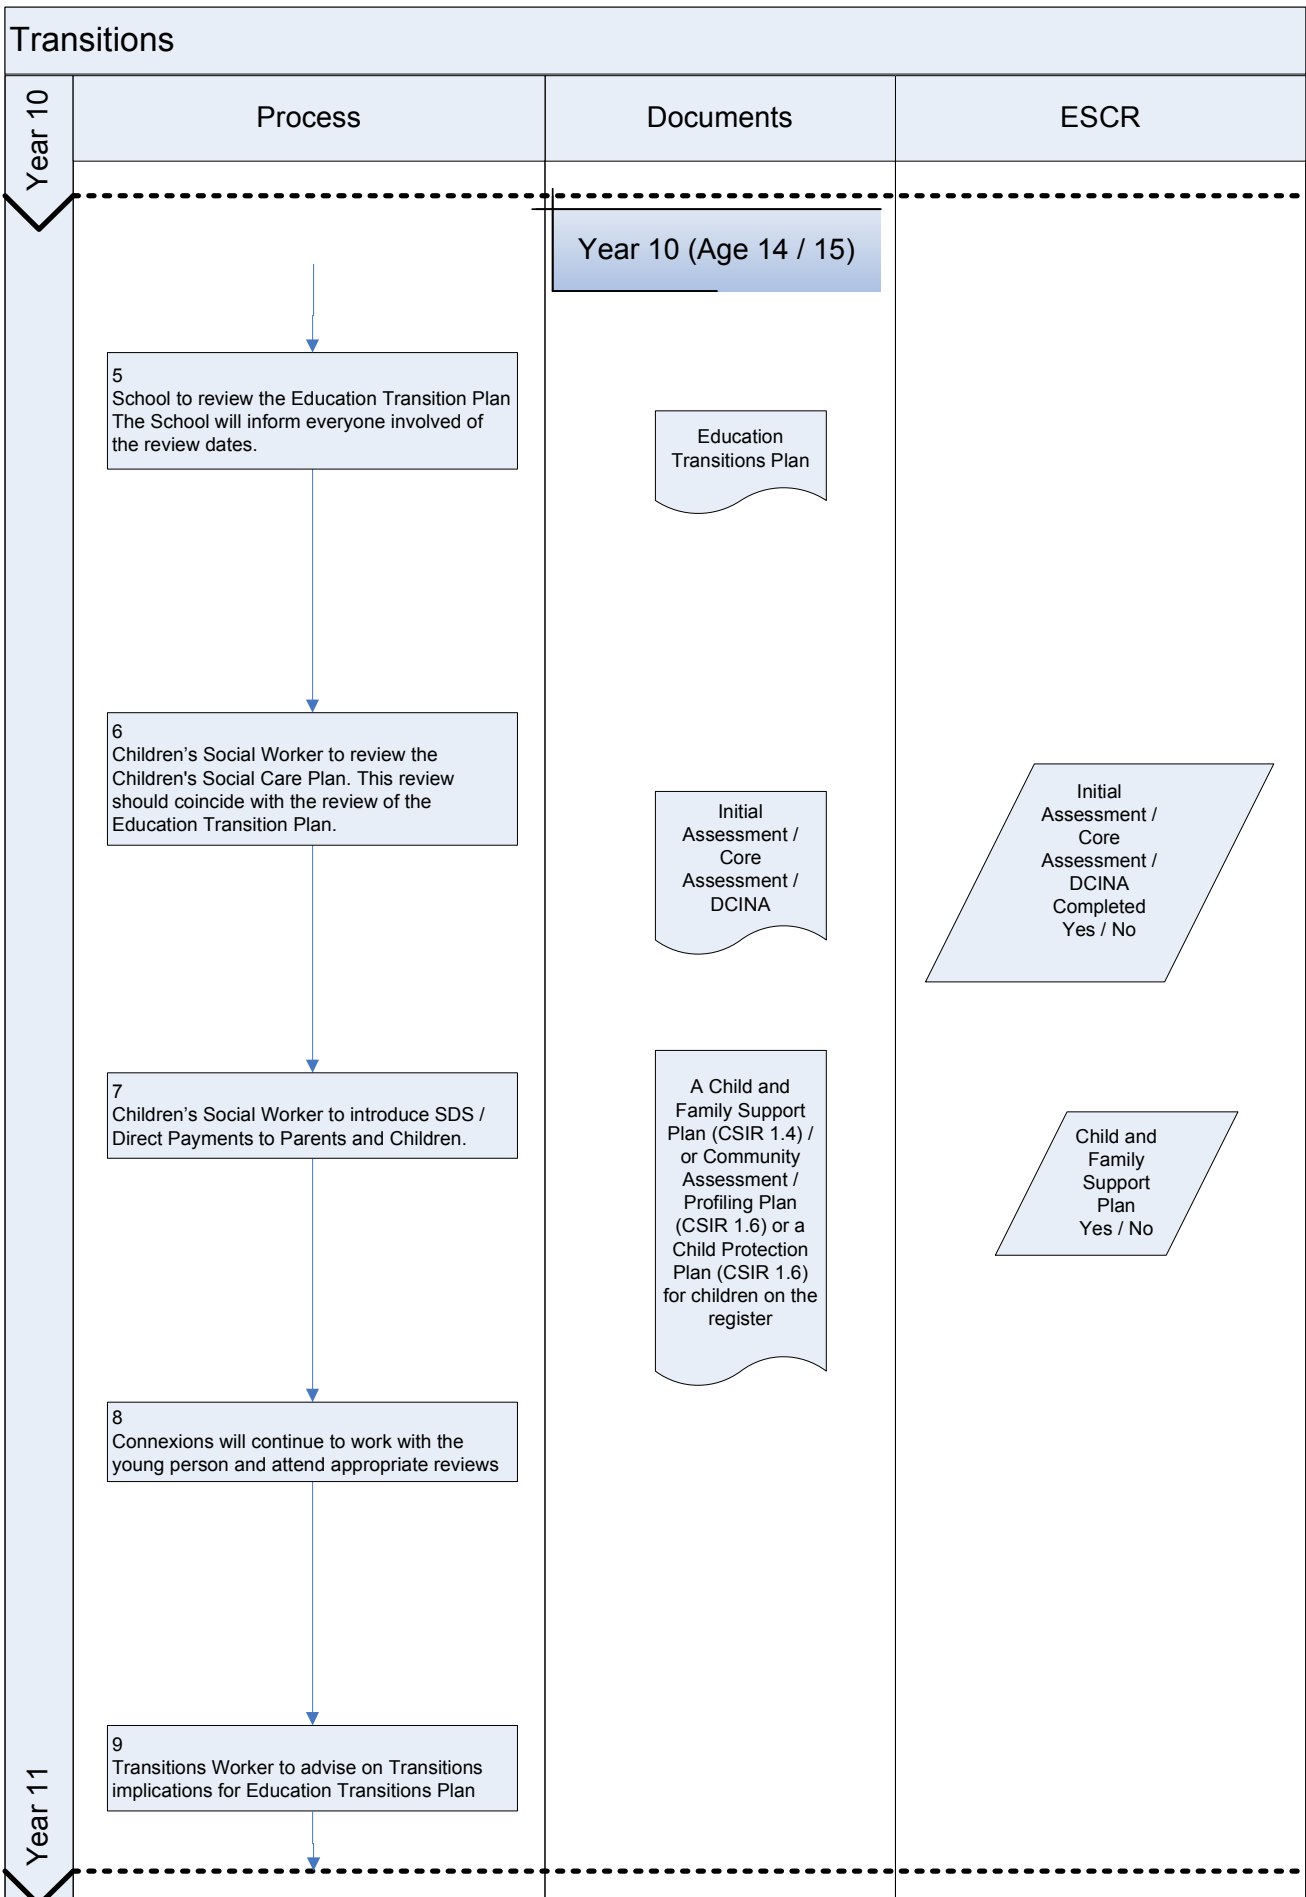 Transitions
Year 10
Process
Documents
ESCR
Year 10 (Age 14 / 15)
5
School to review the Education Transition Plan
The School will inform everyone involved of
the review dates.
Education
Transitions Plan
6
Children’s Social Worker to review the
Children's Social Care Plan. This review
should coincide with the review of the
Education Transition Plan.
Initial
Assessment /
Core
Assessment /
DCINA
Initial
Assessment /
Core
Assessment /
DCINA
Completed
Yes / No
7
Children’s Social Worker to introduce SDS /
Direct Payments to Parents and Children.
A Child and
Family Support
Plan (CSIR 1.4) /
or Community
Assessment /
Profiling Plan
(CSIR 1.6) or a
Child Protection
Plan (CSIR 1.6)
for children on the
register
Child and
Family
Support
Plan
Yes / No
8
Connexions will continue to work with the
young person and attend appropriate reviews
9
Transitions Worker to advise on Transitions
implications for Education Transitions Plan
Year 11